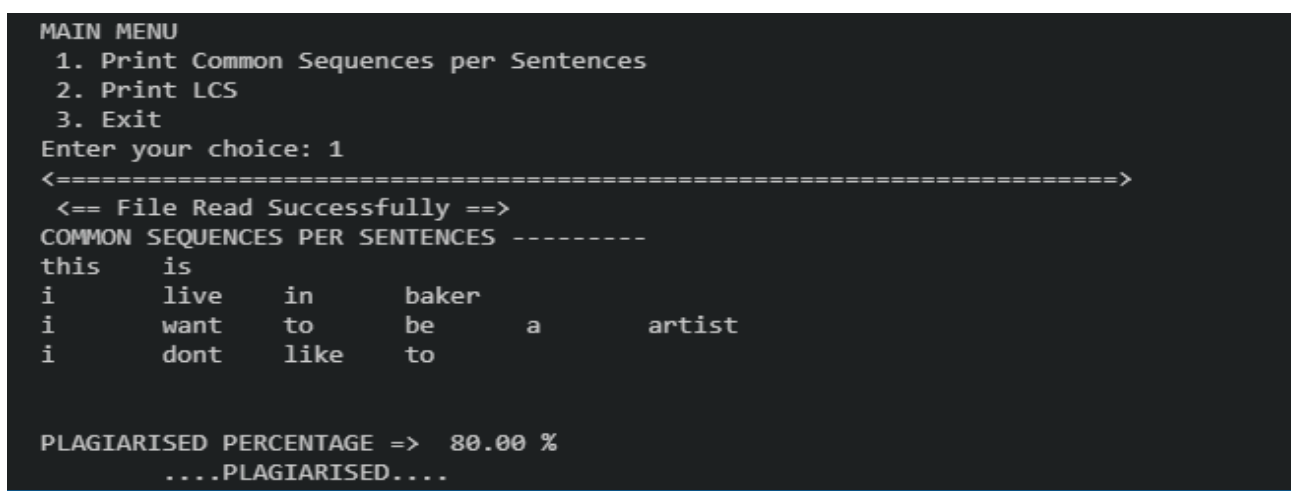 MAIN MENU
1. Print Common Sequences per Sentences
2. Print LCS
3. Exit
Enter your choice: 1
<======================================================================>
<== File Read Successfully ==>
COMMON SEQUENCES PER SENTENCES ---------
this is
i live in baker
i want to be a artist
i dont like to
PLAGIARISED PERCENTAGE => 80.00 %
....PLAGIARISED....